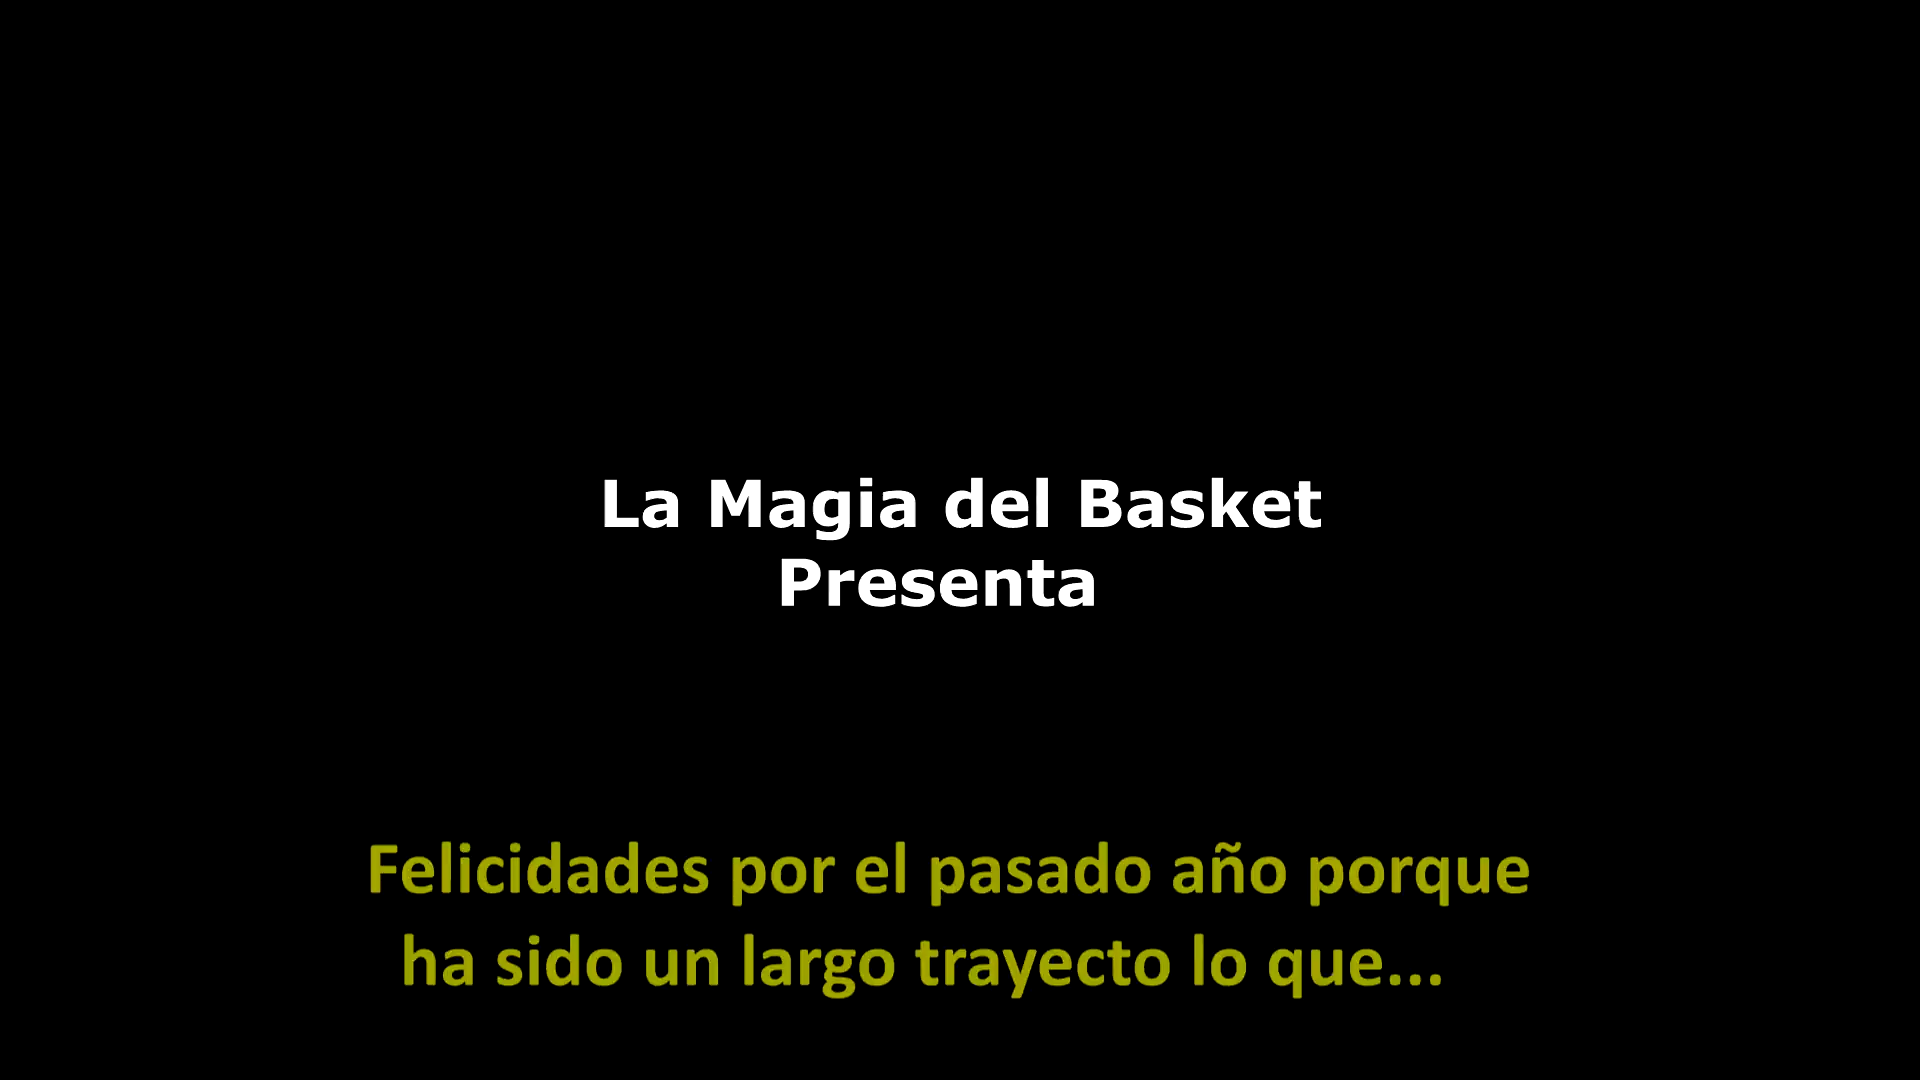 La Magia del Basket
Presenta
Felicidades por el pasado año porque
ha sido un largo trayecto lo que...